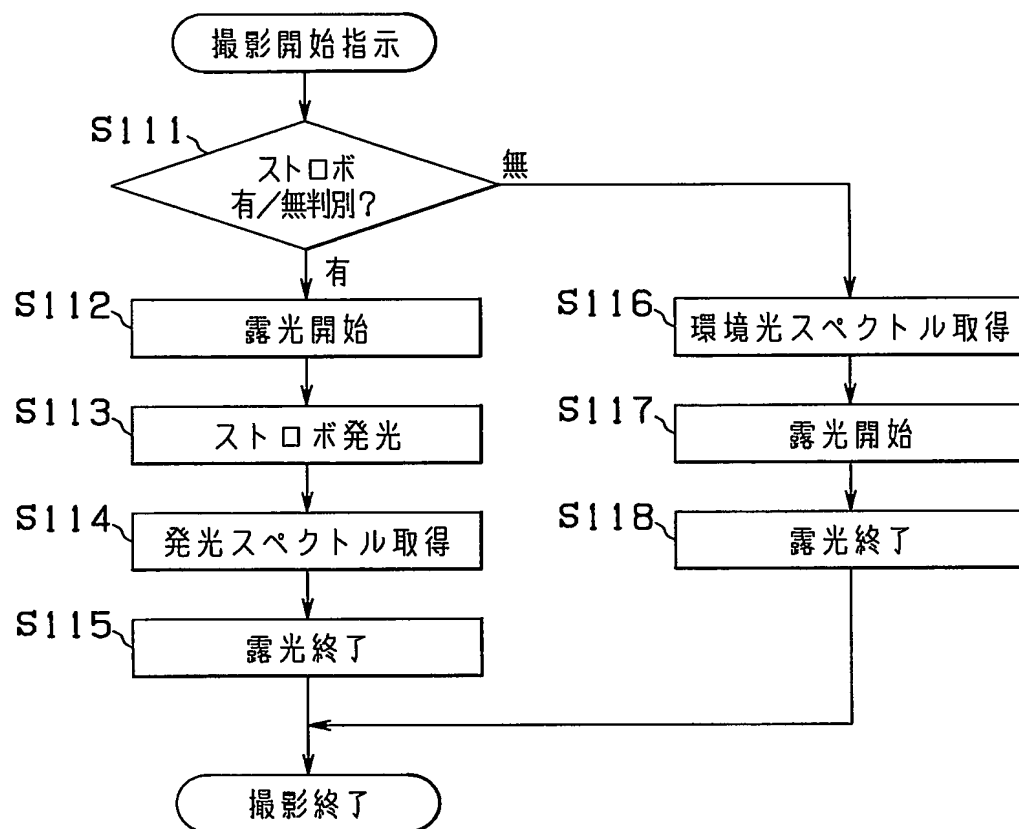 撮影開始指示
S111
ストロボ
有/無判別?
無
有
S112
露光開始
S113
ストロボ発光
S114
発光スペクトル取得
S115
露光終了
S116
環境光スペクトル取得
S117
露光開始
S118
露光終了
撮影終了